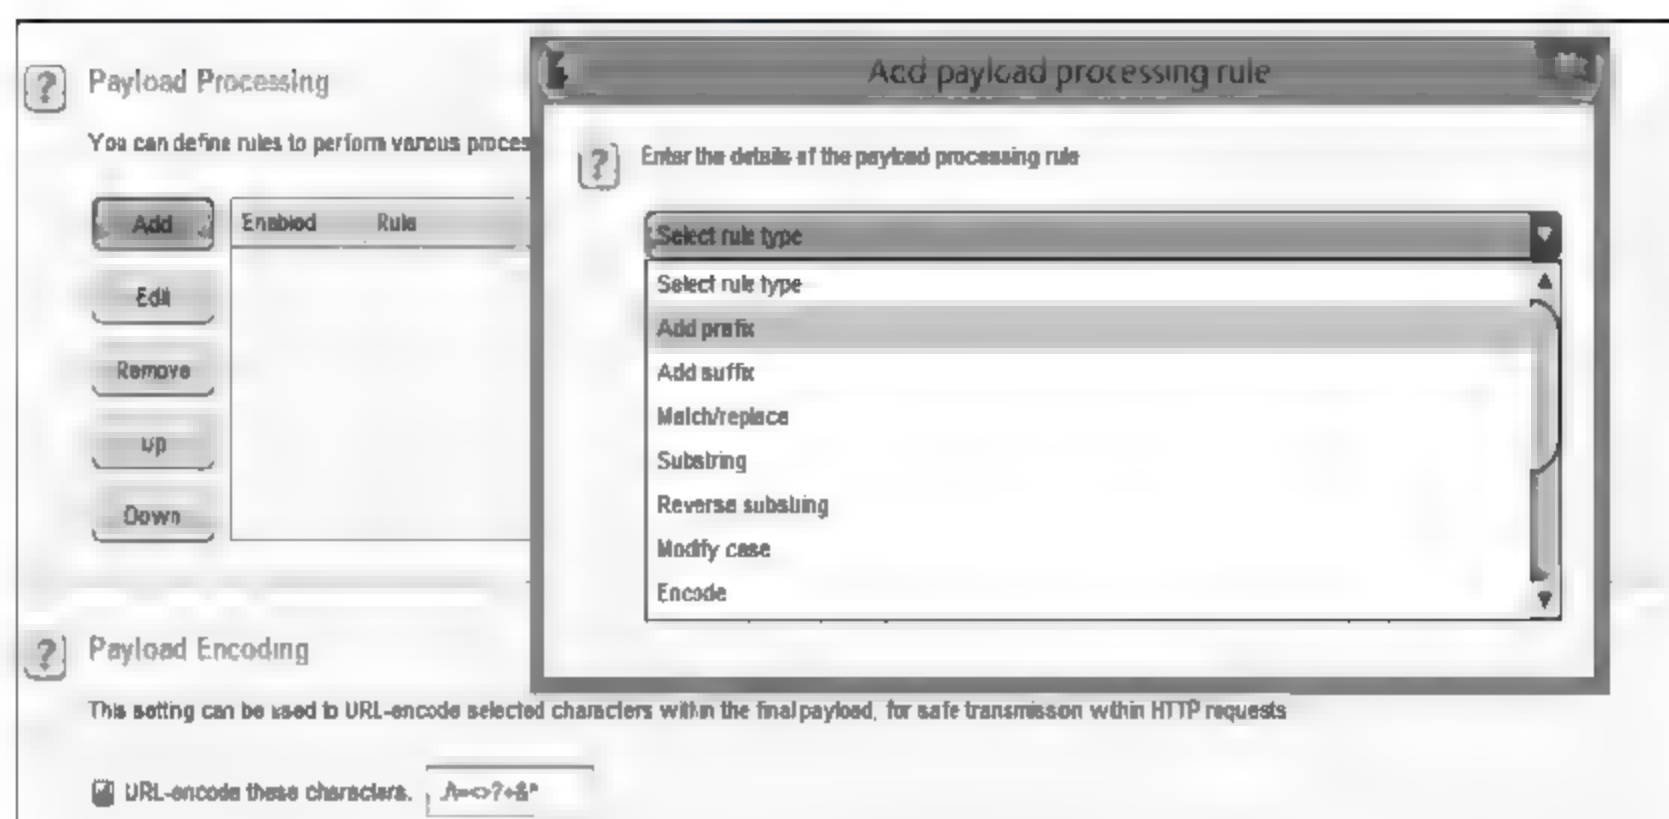 Payload Processing
You can define rules to perform various proces
Add
Enabled Rule
Edit
Remove
Up
Down
Add payload processing rule
Enter the details of the payload processing rule
Select rule type
Select rule type
Add prefix
Add suffix
Match/replace
Substring
Reverse substring
Modify case
Encode
Payload Encoding
This setting can be used to URL-encode selected characters within the final payload, for safe transmission within HTTP requests
URL-encode these characters.